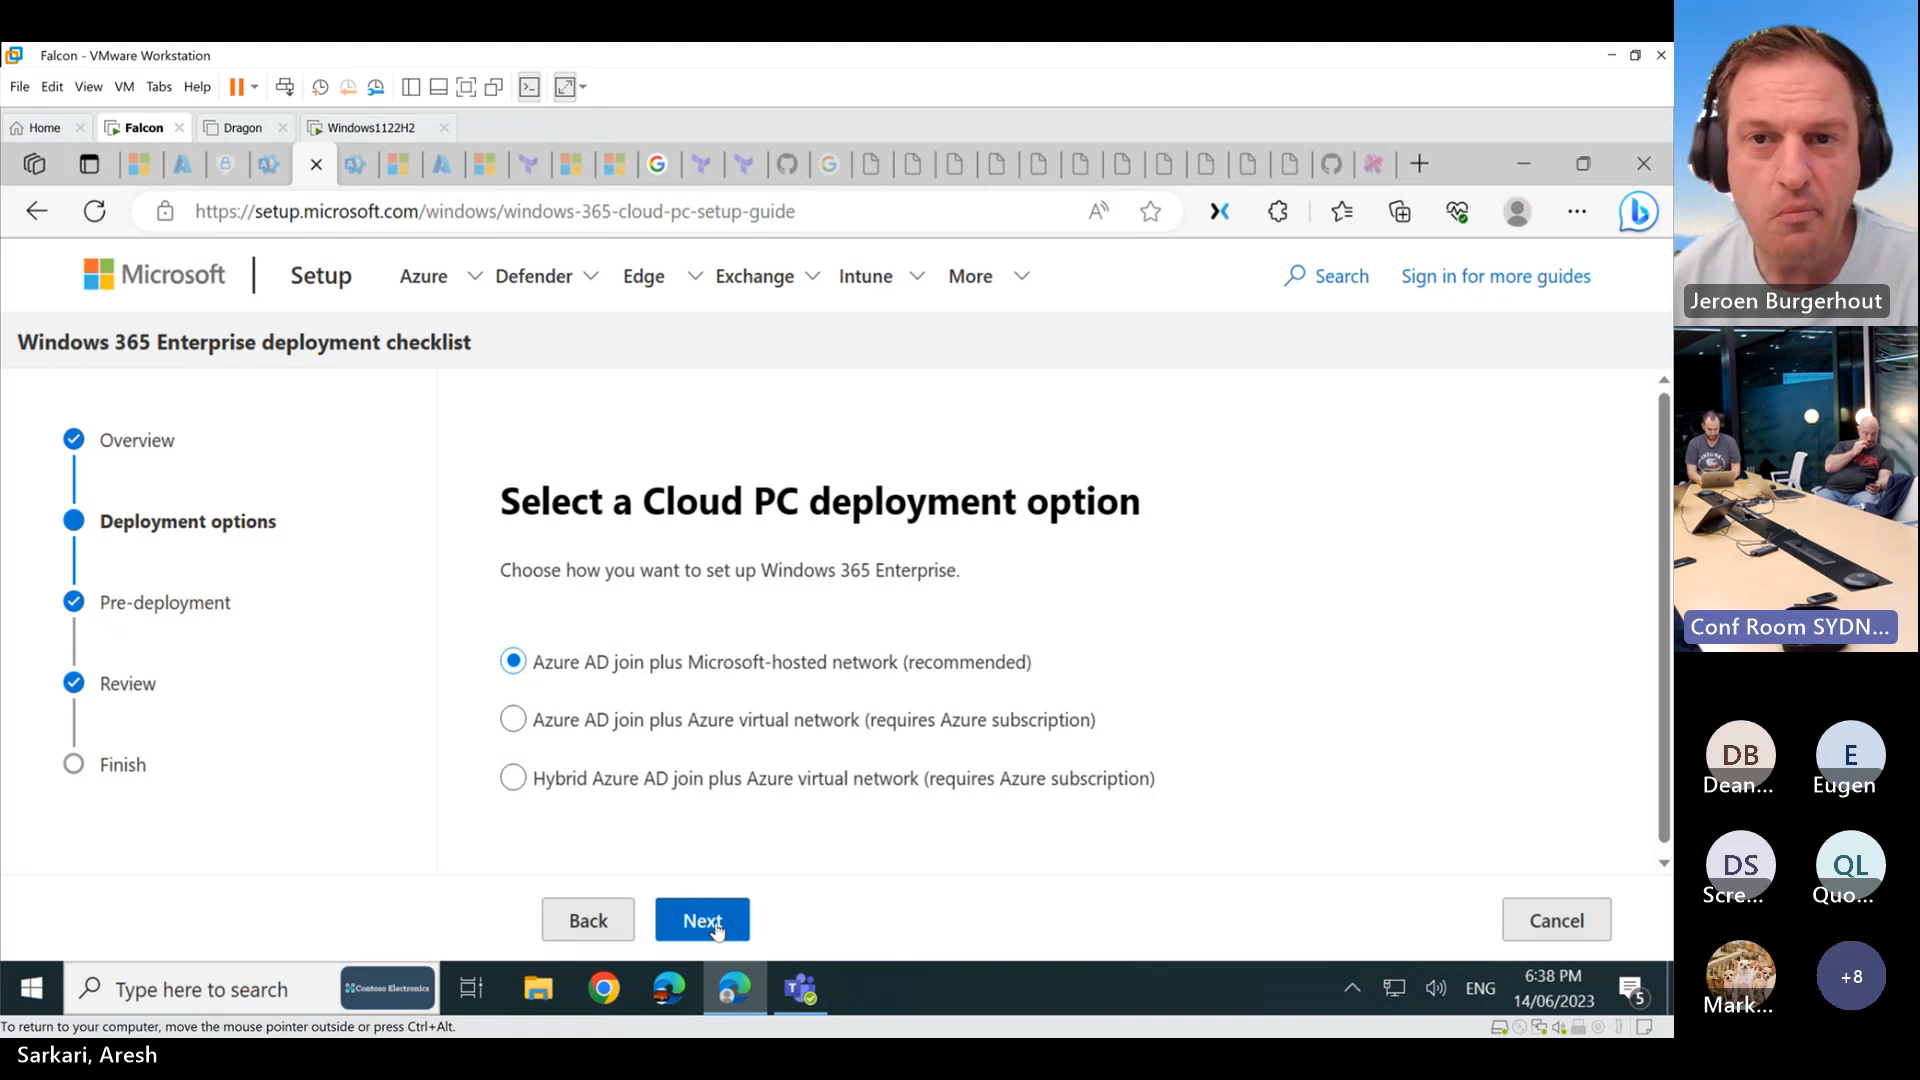 Falcon - VMware Workstation
File Edit View VM Tabs Help
Home Falcon Dragon Windows1122H2
https://setup.microsoft.com/windows/windows-365-cloud-pc-setup-guide
Microsoft Setup Azure Defender Edge Exchange Intune More Search Sign in for more guides
Windows 365 Enterprise deployment checklist
Overview
Deployment options
Pre-deployment
Review
Finish
Select a Cloud PC deployment option
Choose how you want to set up Windows 365 Enterprise.
Azure AD join plus Microsoft-hosted network (recommended)
Azure AD join plus Azure virtual network (requires Azure subscription)
Hybrid Azure AD join plus Azure virtual network (requires Azure subscription)
Back Next Cancel
Type here to search
Contoso Electronics
ENG
6:38 PM
14/06/2023
5
To return to your computer, move the mouse pointer outside or press Ctrl+Alt.
Sarkari, Aresh
Jeroen Burgerhout
Conf Room SYDN...
DB
Dean...
E
Eugen
DS
Scre...
QL
Quo...
Mark...
+8